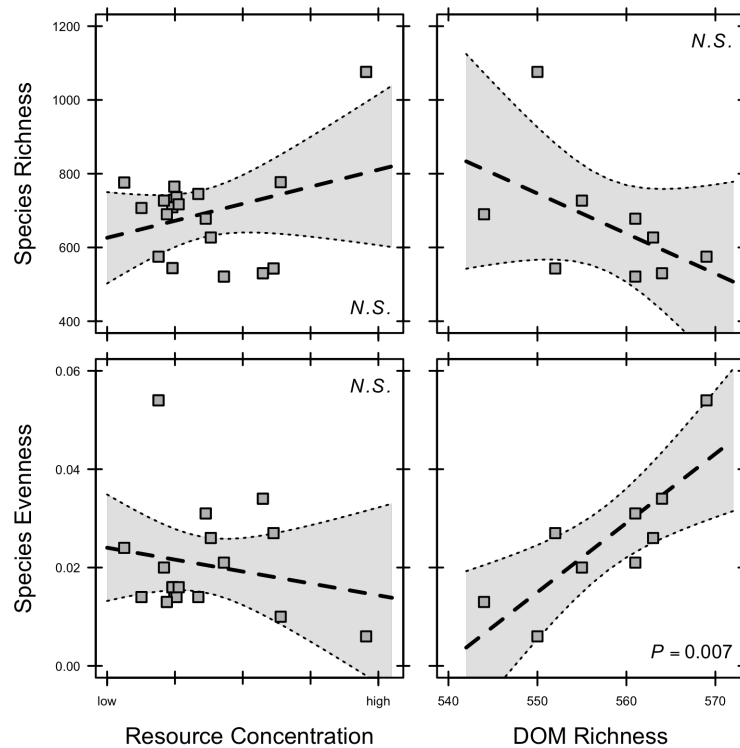 1200
1000
800
600
400
Species Richness
N.S.
N.S.
0.06
0.04
0.02
0.00
Species Evenness
N.S.
P = 0.007
low
high
540
550
560
570
Resource Concentration
DOM Richness